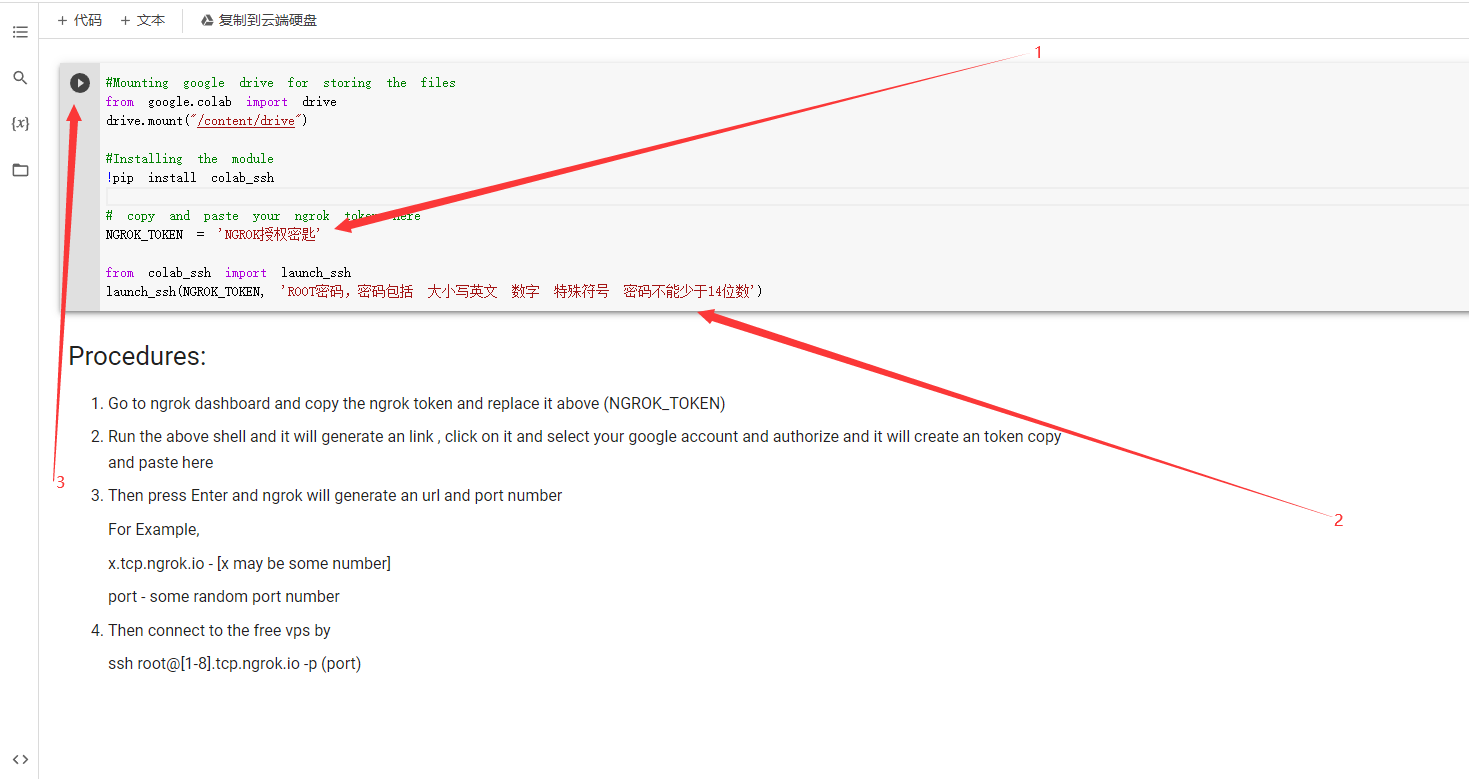 + 代码 + 文本 复制到云端硬盘
1
#Mounting google drive for storing the files
from google.colab import drive
drive.mount("/content/drive")
{x}
#Installing the module
!pip install colab_ssh
# copy and paste your ngrok token here
NGROK_TOKEN = 'NGROK授权密匙'
from colab_ssh import launch_ssh
launch_ssh(NGROK_TOKEN, 'ROOT密码，密码包括 大小写英文 数字 特殊符号 密码不能少于14位数')
Procedures:
1. Go to ngrok dashboard and copy the ngrok token and replace it above (NGROK_TOKEN)
2. Run the above shell and it will generate an link , click on it and select your google account and authorize and it will create an token copy
and paste here
3
3. Then press Enter and ngrok will generate an url and port number
2
For Example,
x.tcp.ngrok.io - [x may be some number]
port - some random port number
4. Then connect to the free vps by
ssh root@[1-8].tcp.ngrok.io -p (port)
<>